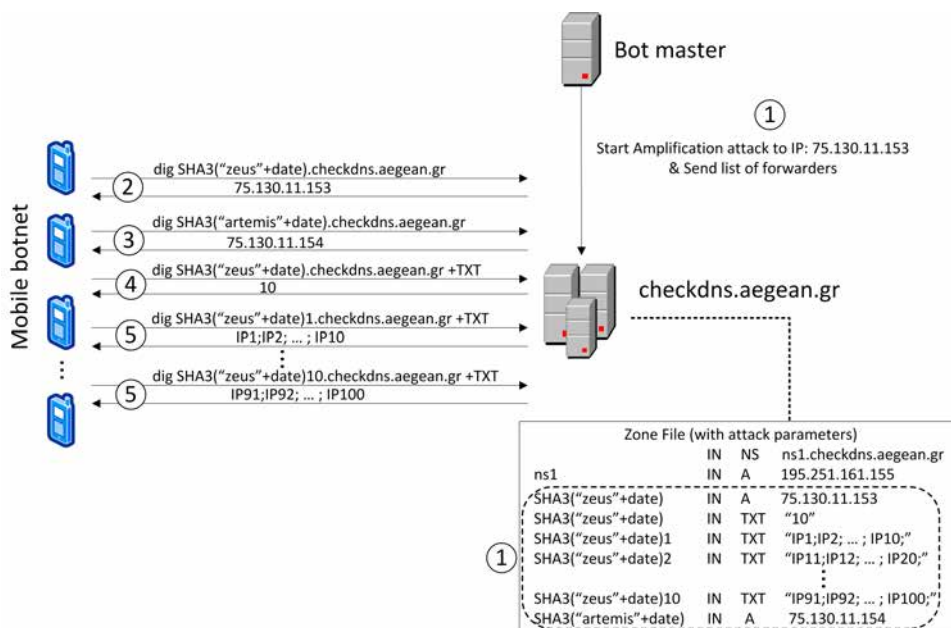 Bot master
①
Start Amplification attack to IP: 75.130.11.153
& Send list of forwarders
Mobile botnet
dig SHA3(“zeus”+date).checkdns.aegean.gr
② 75.130.11.153
dig SHA3(“artemis”+date).checkdns.aegean.gr
③ 75.130.11.154
dig SHA3(“zeus”+date).checkdns.aegean.gr +TXT
④ 10
dig SHA3(“zeus”+date)1.checkdns.aegean.gr +TXT
⑤ IP1;IP2; ... ; IP10
dig SHA3(“zeus”+date)10.checkdns.aegean.gr +TXT
⑤ IP91;IP92; ... ; IP100
checkdns.aegean.gr
Zone File (with attack parameters)
IN NS ns1.checkdns.aegean.gr
ns1 IN A 195.251.161.155
①
SHA3(“zeus”+date) IN A 75.130.11.153
SHA3(“zeus”+date) IN TXT “10”
SHA3(“zeus”+date)1 IN TXT “IP1;IP2; ... ; IP10;”
SHA3(“zeus”+date)2 IN TXT “IP11;IP12; ... ; IP20;”
SHA3(“zeus”+date)10 IN TXT “IP91;IP92; ... ; IP100;”
SHA3(“artemis”+date) IN A 75.130.11.154